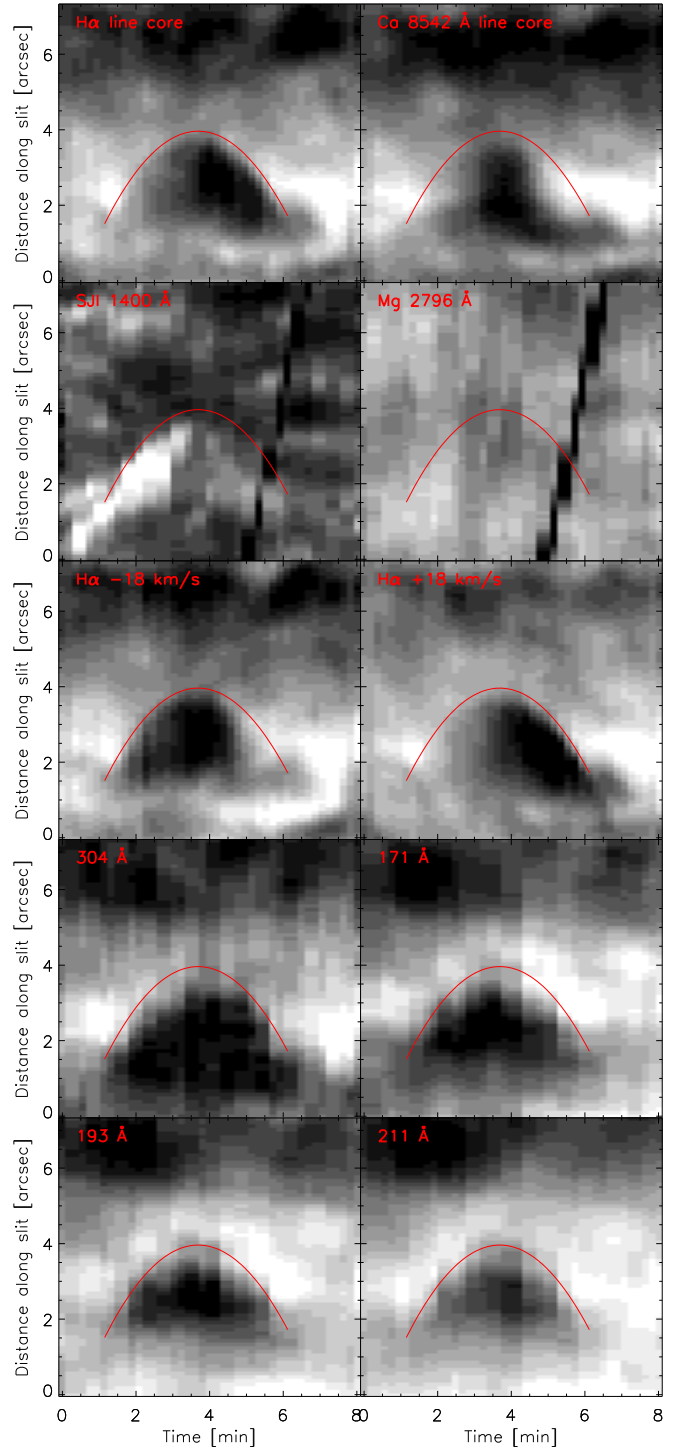 Hα line core
Ca 8542 Å line core
Distance along slit [arcsec]
6
4
2
0
SJI 1400 Å
Mg 2796 Å
Distance along slit [arcsec]
6
4
2
0
Hα -18 km/s
Hα +18 km/s
Distance along slit [arcsec]
6
4
2
0
304 Å
171 Å
Distance along slit [arcsec]
6
4
2
0
193 Å
211 Å
Distance along slit [arcsec]
6
4
2
0
0 2 4 6 8
0 2 4 6 8
Time [min]
Time [min]